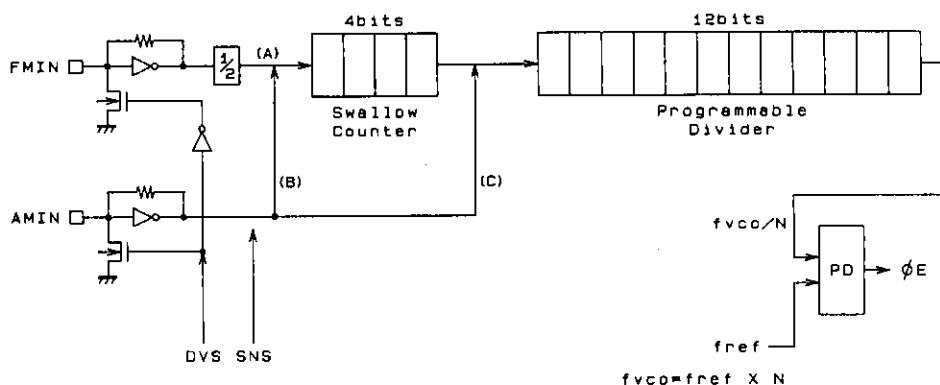 4bits
12bits
FMIN
1/2
(A)
Swallow
Counter
Programmable
Divider
(B)
(C)
AMIN
fvco/N
PD
φE
DVS SNS
fref
fvco=fref X N